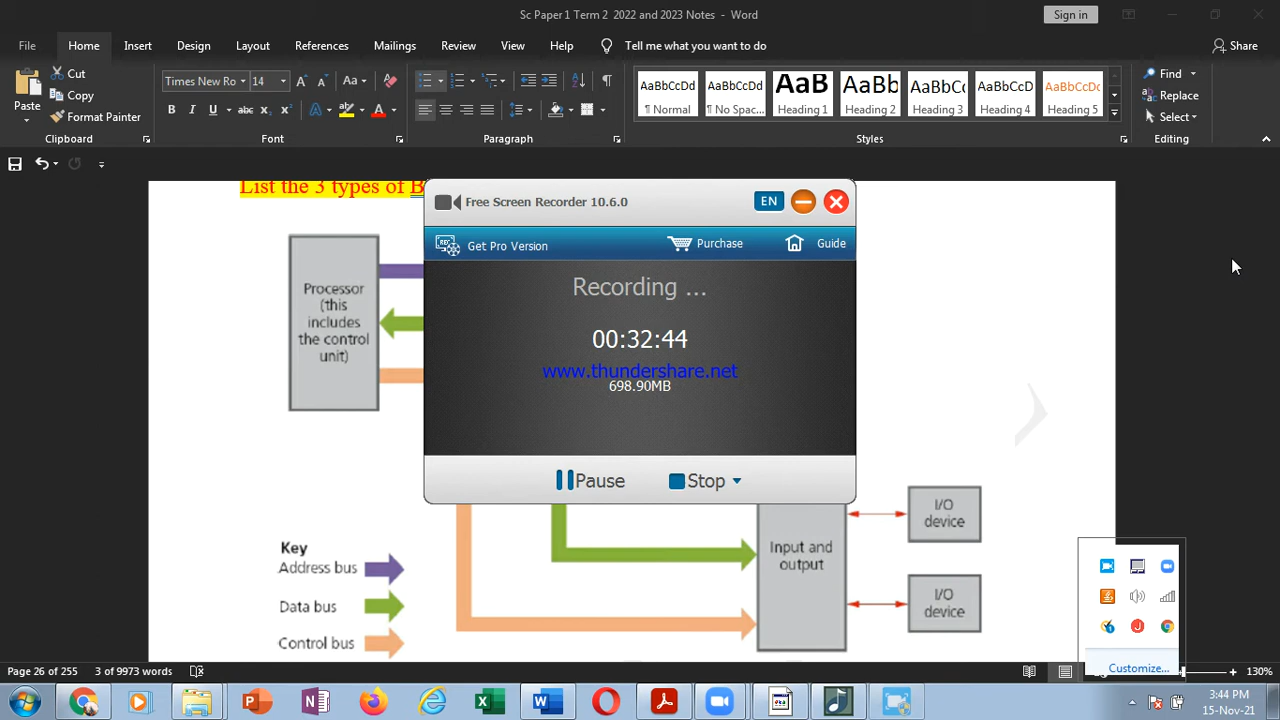 Sc Paper 1 Term 2 2022 and 2023 Notes - Word
Sign in
File Home Insert Design Layout References Mailings Review View Help Tell me what you want to do Share
Paste
Cut
Copy
Format Painter
Clipboard
Times New Ro 14
Font
Paragraph
AaBbCcDd AaBbCcDd AaB AaBb AaBbCcD AaBbCcD AaBbCcDc
¶ Normal ¶ No Spac... Heading 1 Heading 2 Heading 3 Heading 4 Heading 5
Styles
Find
Replace
Select
Editing
List the 3 types of B
Free Screen Recorder 10.6.0
EN
Get Pro Version Purchase Guide
Recording ...
00:32:44
www.thundershare.net
698.90MB
Pause Stop
Processor
(this
includes
the control
unit)
Input and
output
I/O
device
I/O
device
Key
Address bus
Data bus
Control bus
Customize...
Page 26 of 255 3 of 9973 words 130%
3:44 PM
15-Nov-21